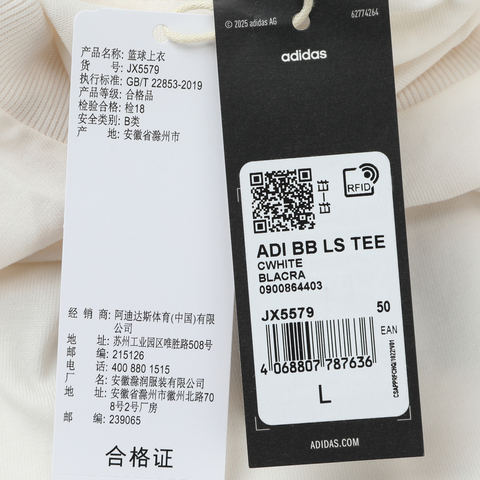 产品名称: 篮球上衣
货 号: JX5579
执行标准: GB/T 22853-2019
产品等级: 合格品
检验合格: 检18
安全类别: B类
产 地: 安徽省滁州市
经 销 商: 阿迪达斯体育(中国)有限
公司
地 址: 苏州工业园区唯胜路508号
邮 编: 215126
电 话: 400 880 1515
厂 名: 安徽滁润服装有限公司
地 址: 安徽省滁州市徽州北路70
8号2号厂房
邮 编: 239065
合格证
© 2025 adidas AG
62774264
adidas
RFID
ADI BB LS TEE
CWHITE
BLACRA
0900864403
JX5579
50
EAN
4 068807 787636
L
ADIDAS.COM